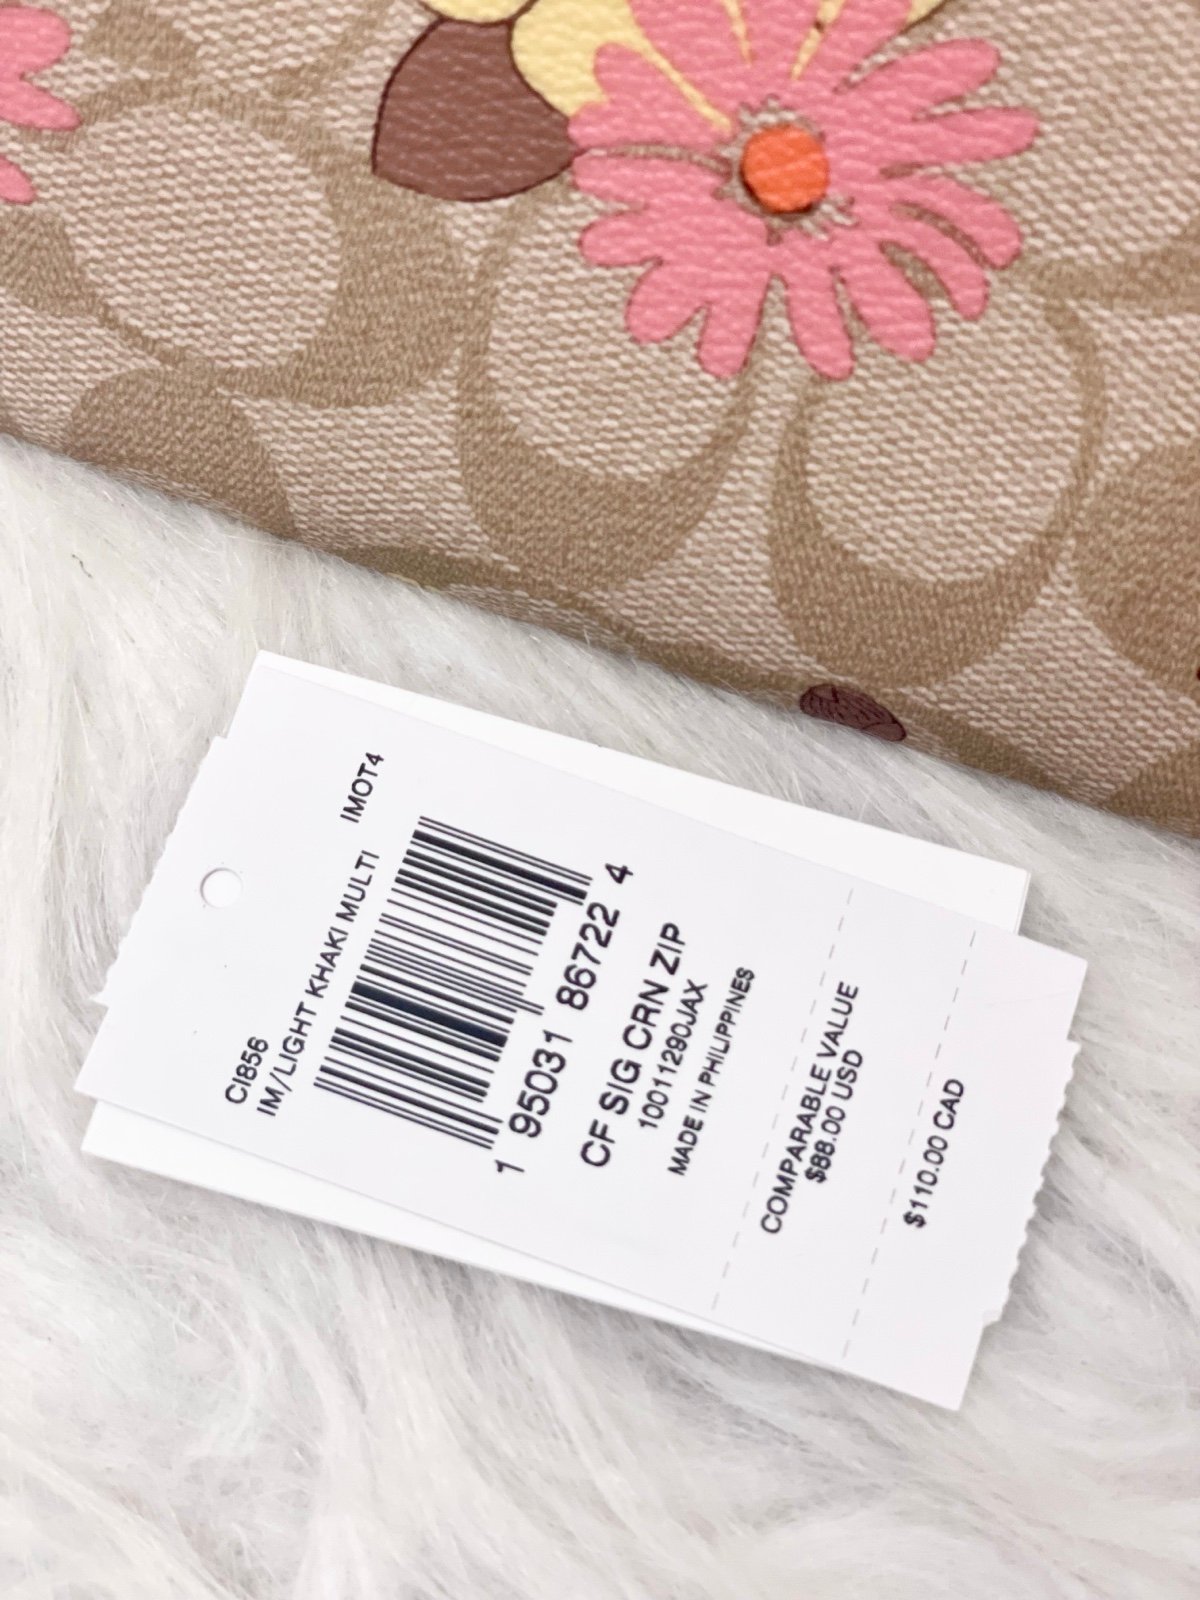 CI856
IM/LIGHT KHAKI MULTI IMOT4
1 95031 86722 4
CF SIG CRN ZIP
10011290JAX
MADE IN PHILIPPINES
COMPARABLE VALUE
$88.00 USD
$110.00 CAD